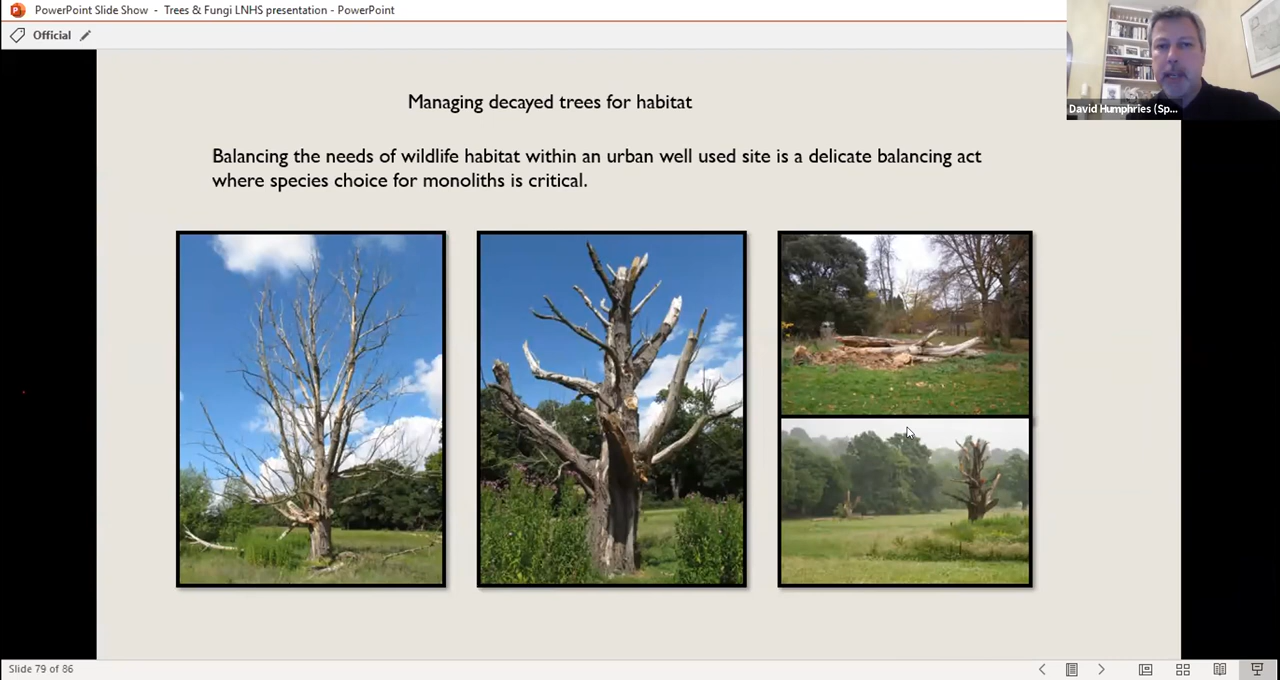 PowerPoint Slide Show - Trees & Fungi LNHS presentation - PowerPoint
Official
David Humphries (Sp...
Managing decayed trees for habitat
Balancing the needs of wildlife habitat within an urban well used site is a delicate balancing act
where species choice for monoliths is critical.
Slide 79 of 86